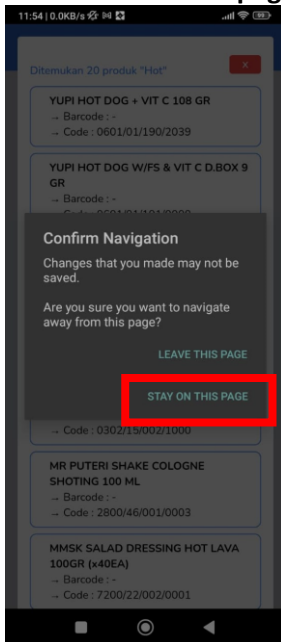 11:54 | 0.0KB/s
99
Ditemukan 20 produk "Hot"
X
YUPI HOT DOG + VIT C 108 GR
→ Barcode : -
→ Code : 0601/01/190/2039
YUPI HOT DOG W/FS & VIT C D.BOX 9
GR
→ Barcode : -
Confirm Navigation
Changes that you made may not be
saved.
Are you sure you want to navigate
away from this page?
LEAVE THIS PAGE
STAY ON THIS PAGE
→ Code : 0302/15/002/1000
MR PUTERI SHAKE COLOGNE
SHOTING 100 ML
→ Barcode : -
→ Code : 2800/46/001/0003
MMSK SALAD DRESSING HOT LAVA
100GR (x40EA)
→ Barcode : -
→ Code : 7200/22/002/0001